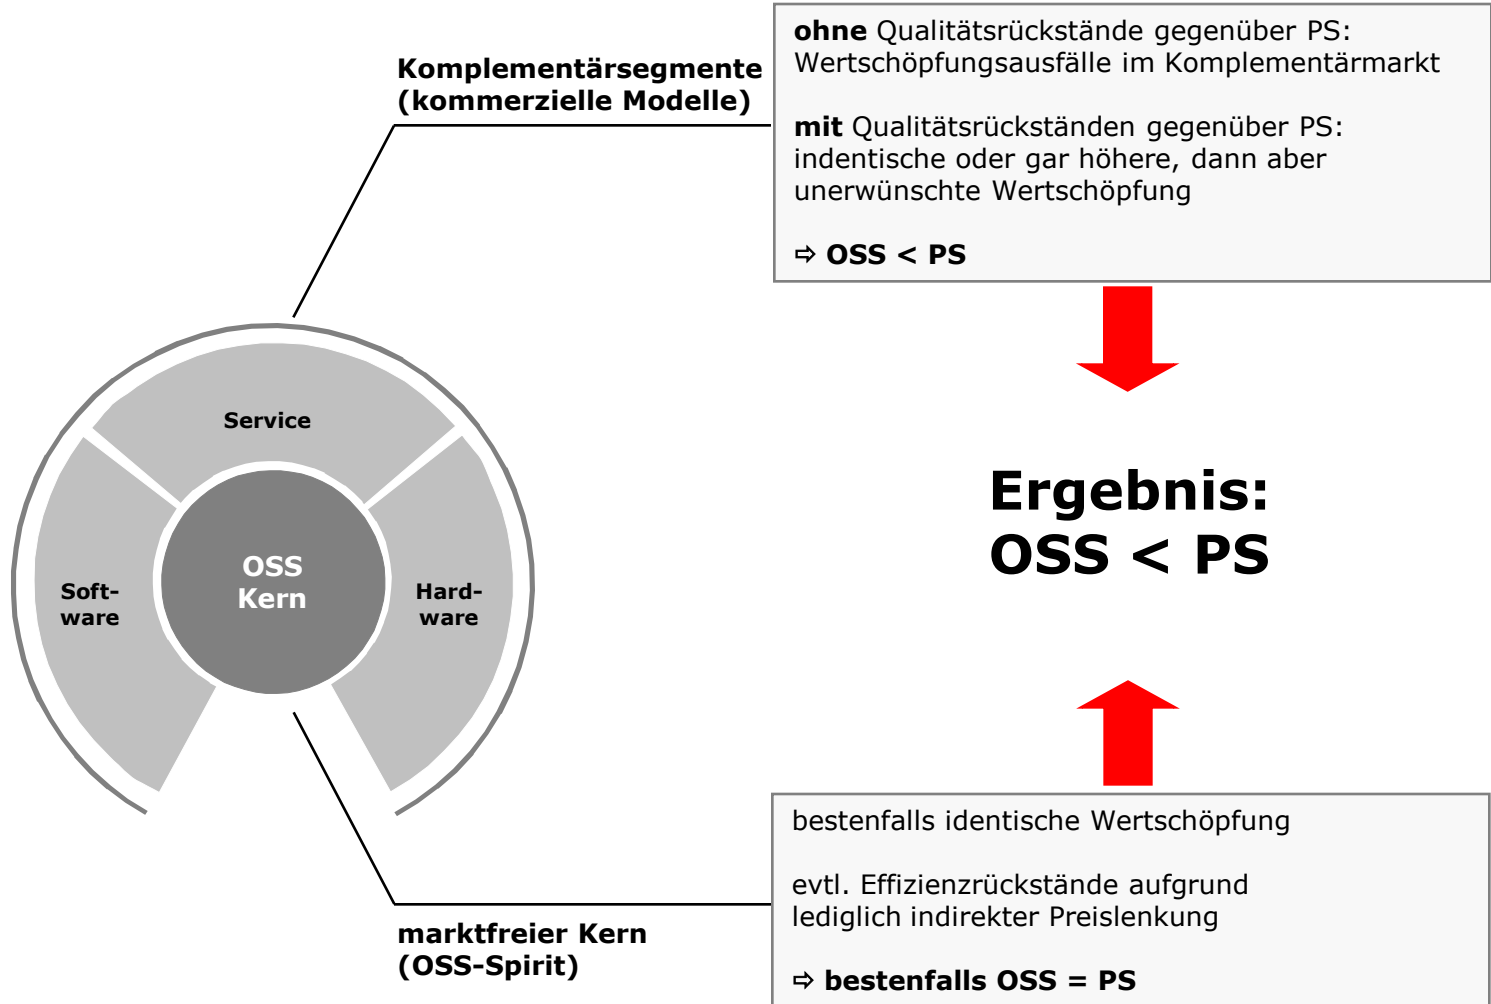 Komplementärsegmente
(kommerzielle Modelle)
ohne Qualitätsrückstände gegenüber PS:
Wertschöpfungsausfälle im Komplementärmarkt
mit Qualitätsrückständen gegenüber PS:
indentische oder gar höhere, dann aber
unerwünschte Wertschöpfung
⇨ OSS < PS
Service
Soft-
ware
OSS
Kern
Hard-
ware
Ergebnis:
OSS < PS
marktfreier Kern
(OSS-Spirit)
bestenfalls identische Wertschöpfung
evtl. Effizienzrückstände aufgrund
lediglich indirekter Preislenkung
⇨ bestenfalls OSS = PS